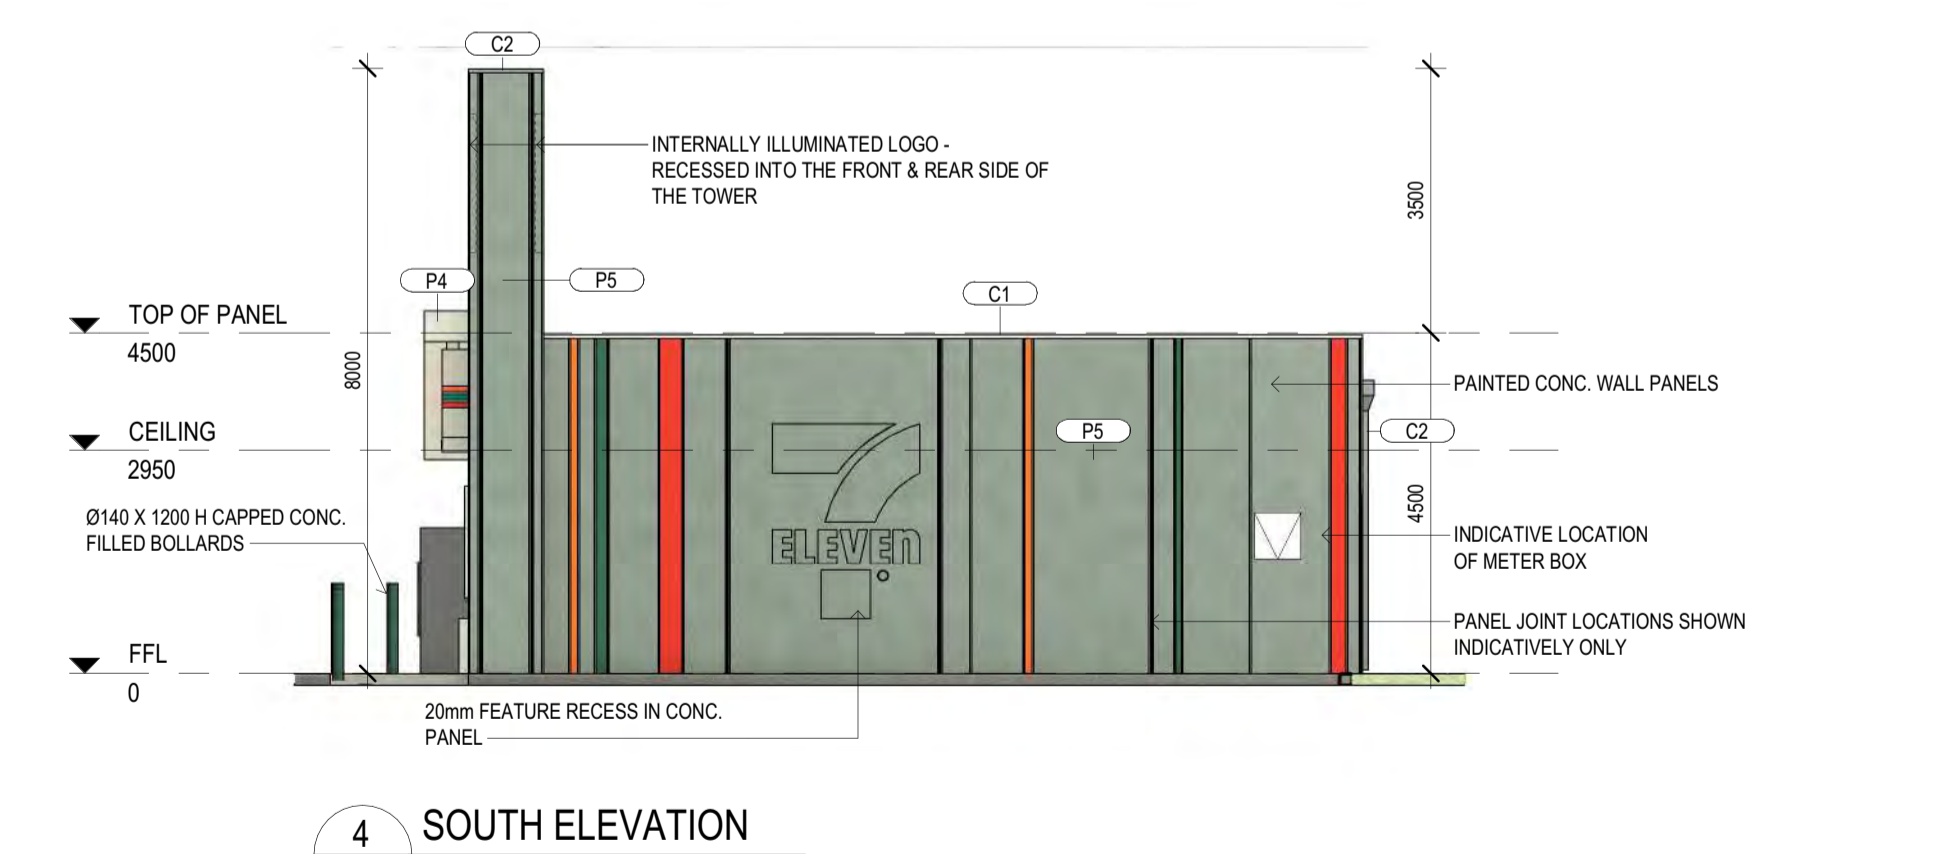 C2
INTERNALLY ILLUMINATED LOGO -
RECESSED INTO THE FRONT & REAR SIDE OF
THE TOWER
3500
P4
P5
C1
TOP OF PANEL
4500
8000
PAINTED CONC. WALL PANELS
CEILING
2950
P5
C2
4500
Ø140 X 1200 H CAPPED CONC.
FILLED BOLLARDS
7
ELEVEn
INDICATIVE LOCATION
OF METER BOX
PANEL JOINT LOCATIONS SHOWN
INDICATIVELY ONLY
FFL
0
20mm FEATURE RECESS IN CONC.
PANEL
4
SOUTH ELEVATION